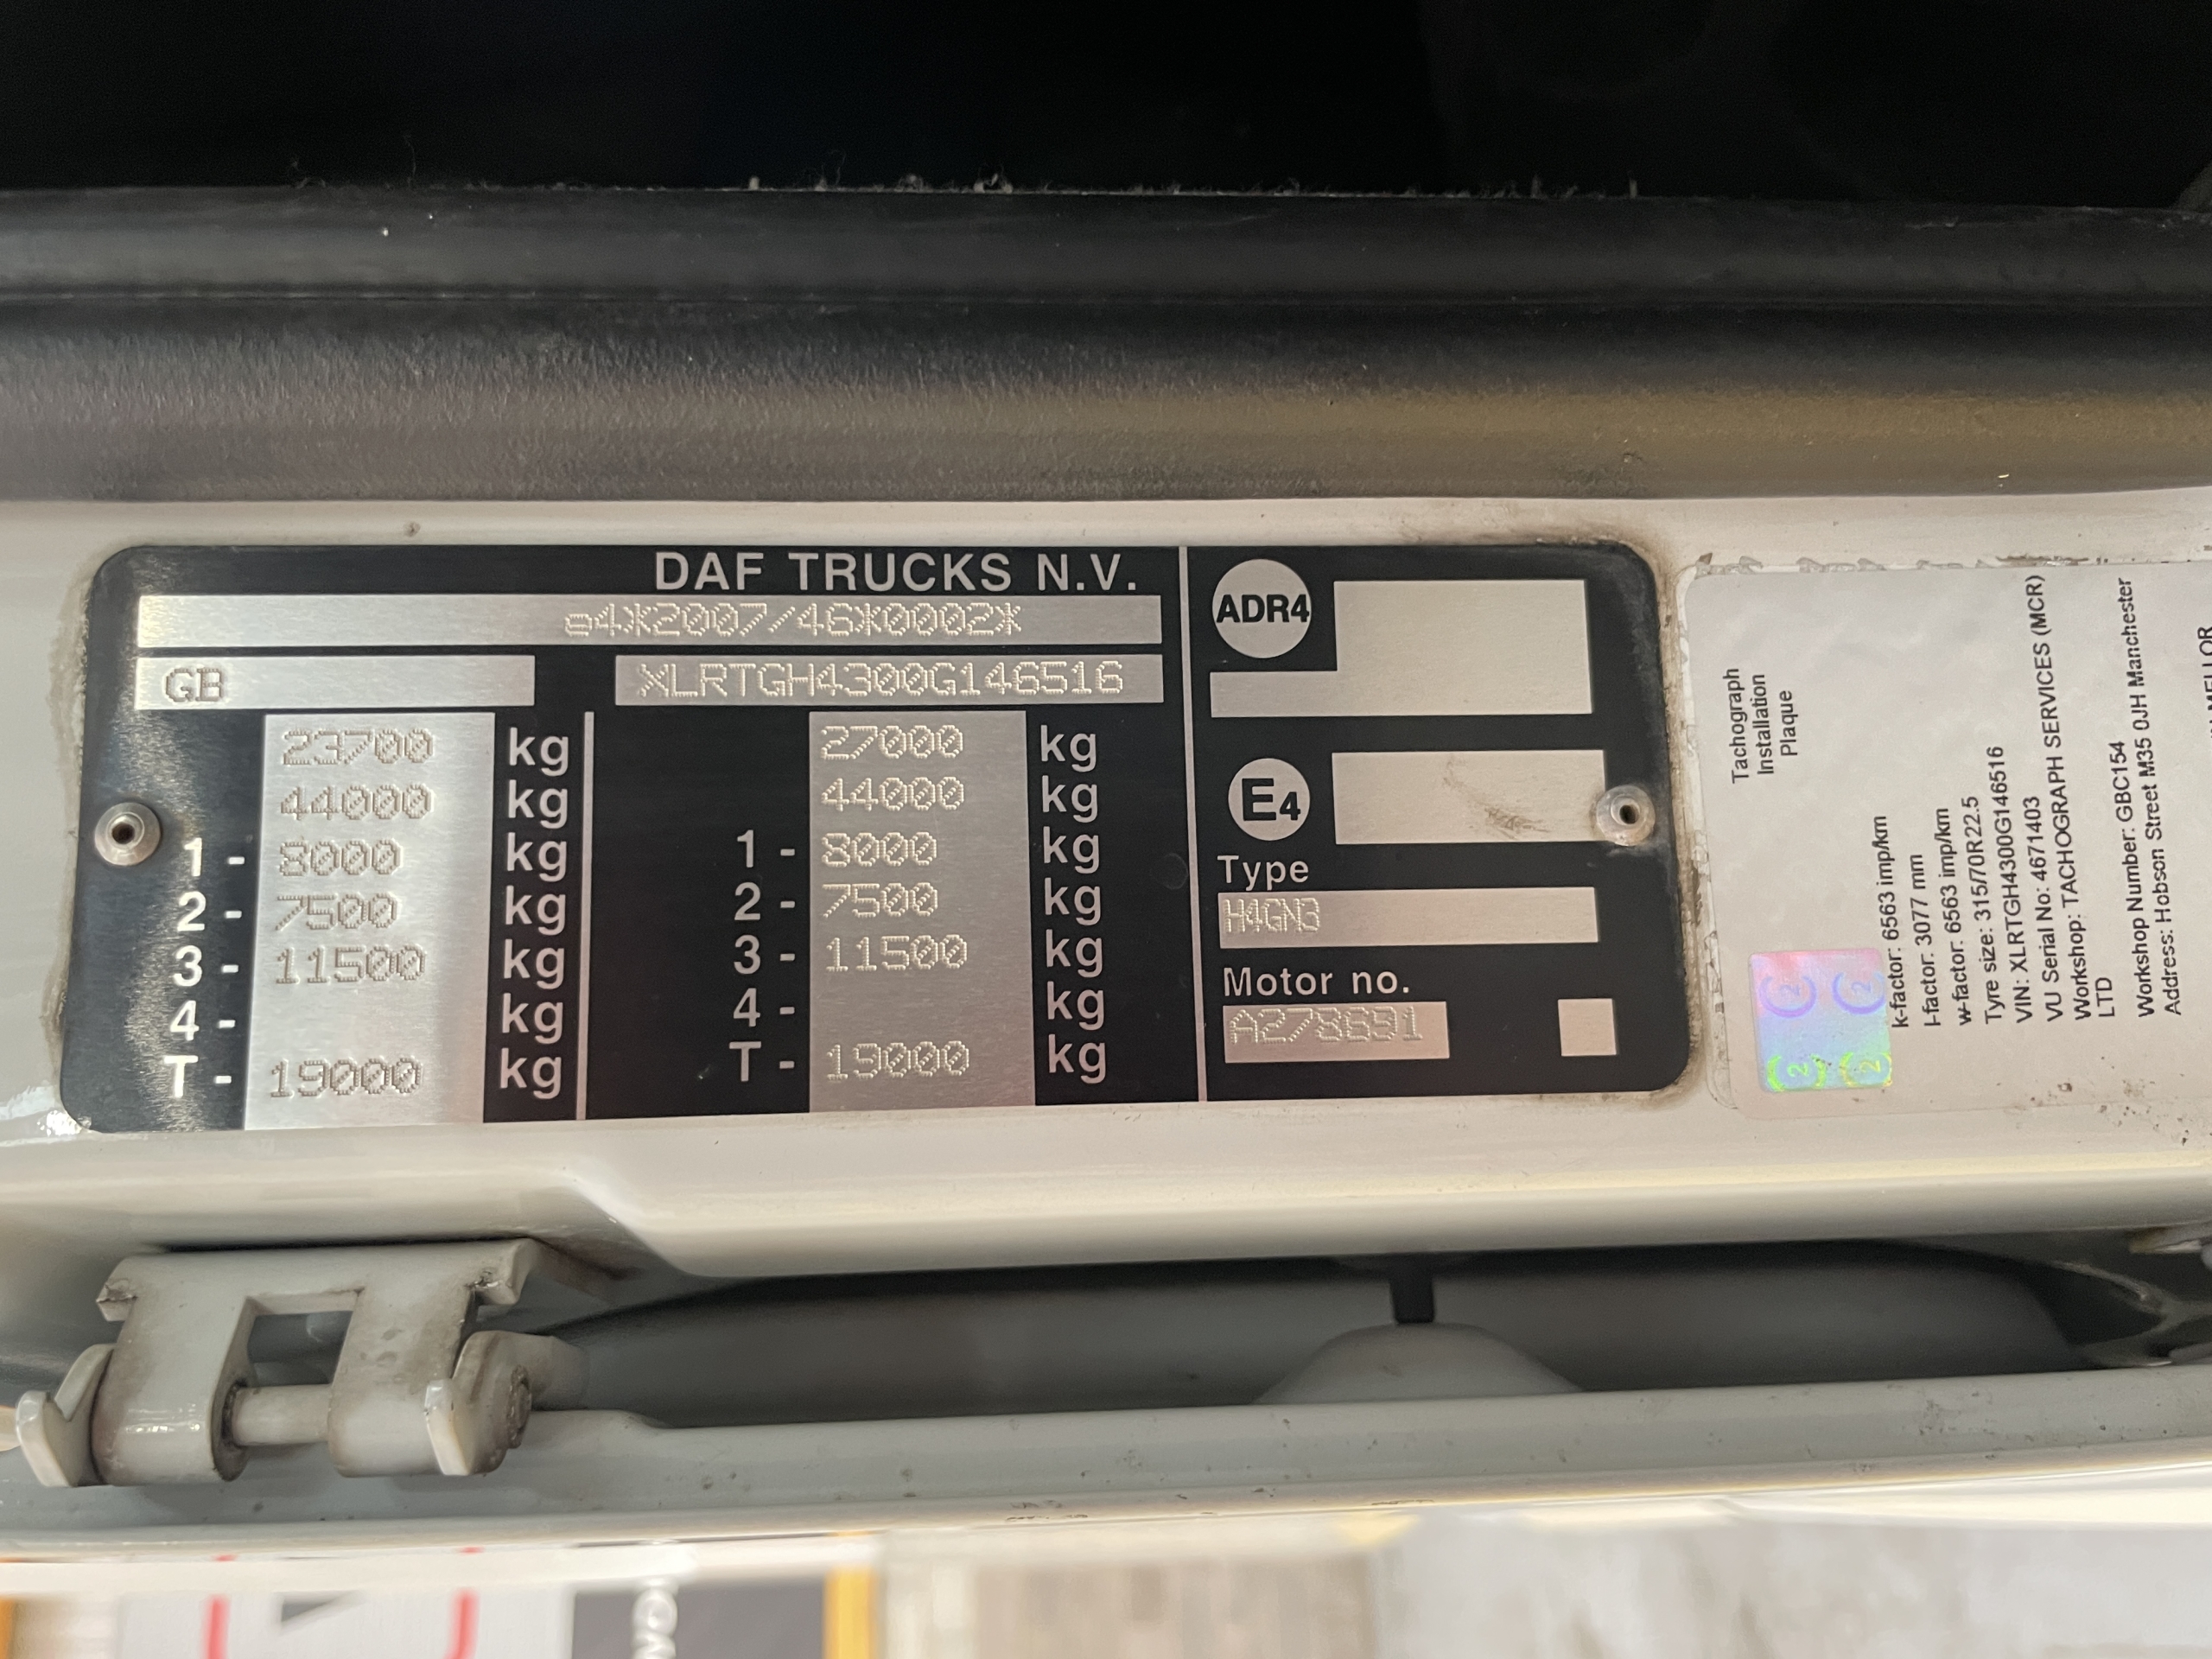 DAF TRUCKS N.V.
e4*2007/46*0002*
GB XLRTGH4300G146516
23700 kg 27000 kg
44000 kg 44000 kg
1 - 8000 kg 1 - 8000 kg
2 - 7500 kg 2 - 7500 kg
3 - 11500 kg 3 - 11500 kg
4 - kg 4 - kg
T - 19000 kg T - 19000 kg
ADR4
E4
Type
H4GN3
Motor no.
A278691
Tachograph
Installation
Plaque
k-factor: 6563 imp/km
l-factor: 3077 mm
w-factor: 6563 imp/km
Tyre size: 315/70R22.5
VIN: XLRTGH4300G146516
VU Serial No: 4671403
Workshop: TACHOGRAPH SERVICES (MCR)
LTD
Workshop Number: GBC154
Address: Hobson Street M35 0JH Manchester